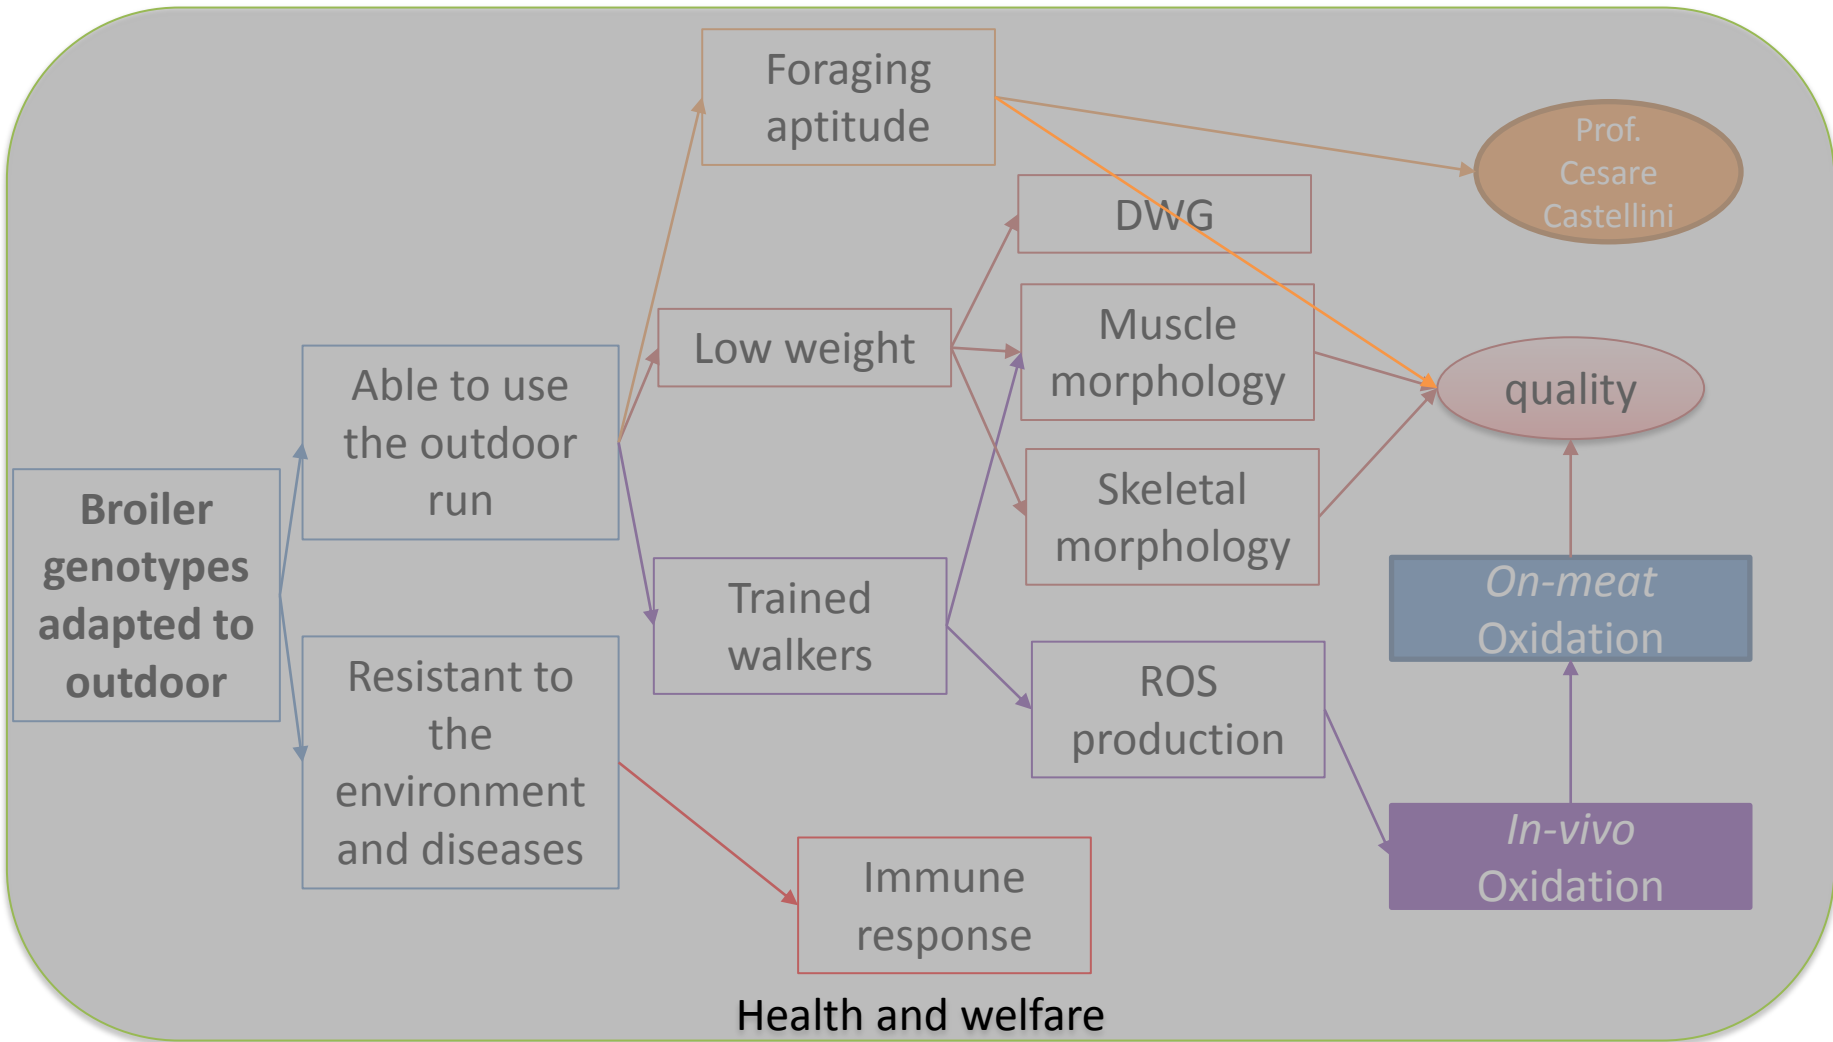 Foraging
aptitude
Prof.
Cesare
Castellini
DWG
Low weight
Muscle
morphology
quality
Able to use
the outdoor
run
Broiler
genotypes
adapted to
outdoor
Skeletal
morphology
Trained
walkers
On-meat
Oxidation
Resistant to
the
environment
and diseases
ROS
production
In-vivo
Oxidation
Immune
response
Health and welfare